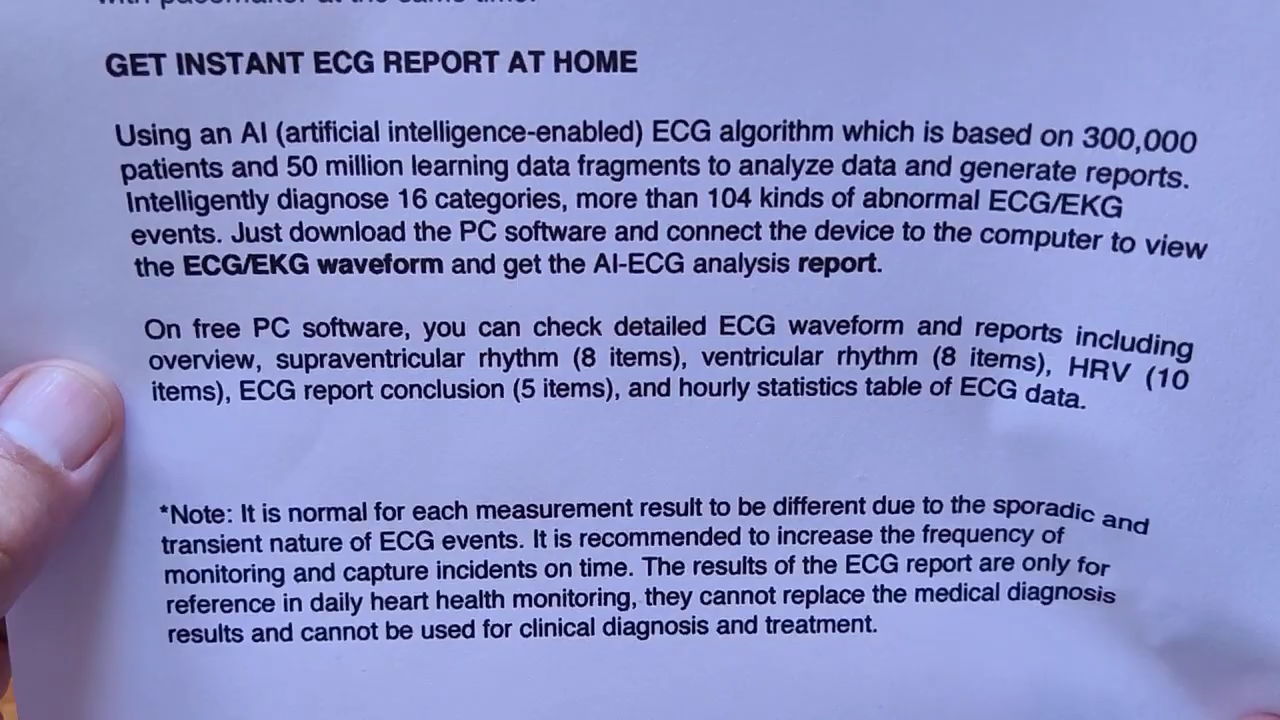 with pacemaker at the same time.
GET INSTANT ECG REPORT AT HOME
Using an AI (artificial intelligence-enabled) ECG algorithm which is based on 300,000
patients and 50 million learning data fragments to analyze data and generate reports.
Intelligently diagnose 16 categories, more than 104 kinds of abnormal ECG/EKG
events. Just download the PC software and connect the device to the computer to view
the ECG/EKG waveform and get the AI-ECG analysis report.
On free PC software, you can check detailed ECG waveform and reports including
overview, supraventricular rhythm (8 items), ventricular rhythm (8 items), HRV (10
items), ECG report conclusion (5 items), and hourly statistics table of ECG data.
*Note: It is normal for each measurement result to be different due to the sporadic and
transient nature of ECG events. It is recommended to increase the frequency of
monitoring and capture incidents on time. The results of the ECG report are only for
reference in daily heart health monitoring, they cannot replace the medical diagnosis
results and cannot be used for clinical diagnosis and treatment.